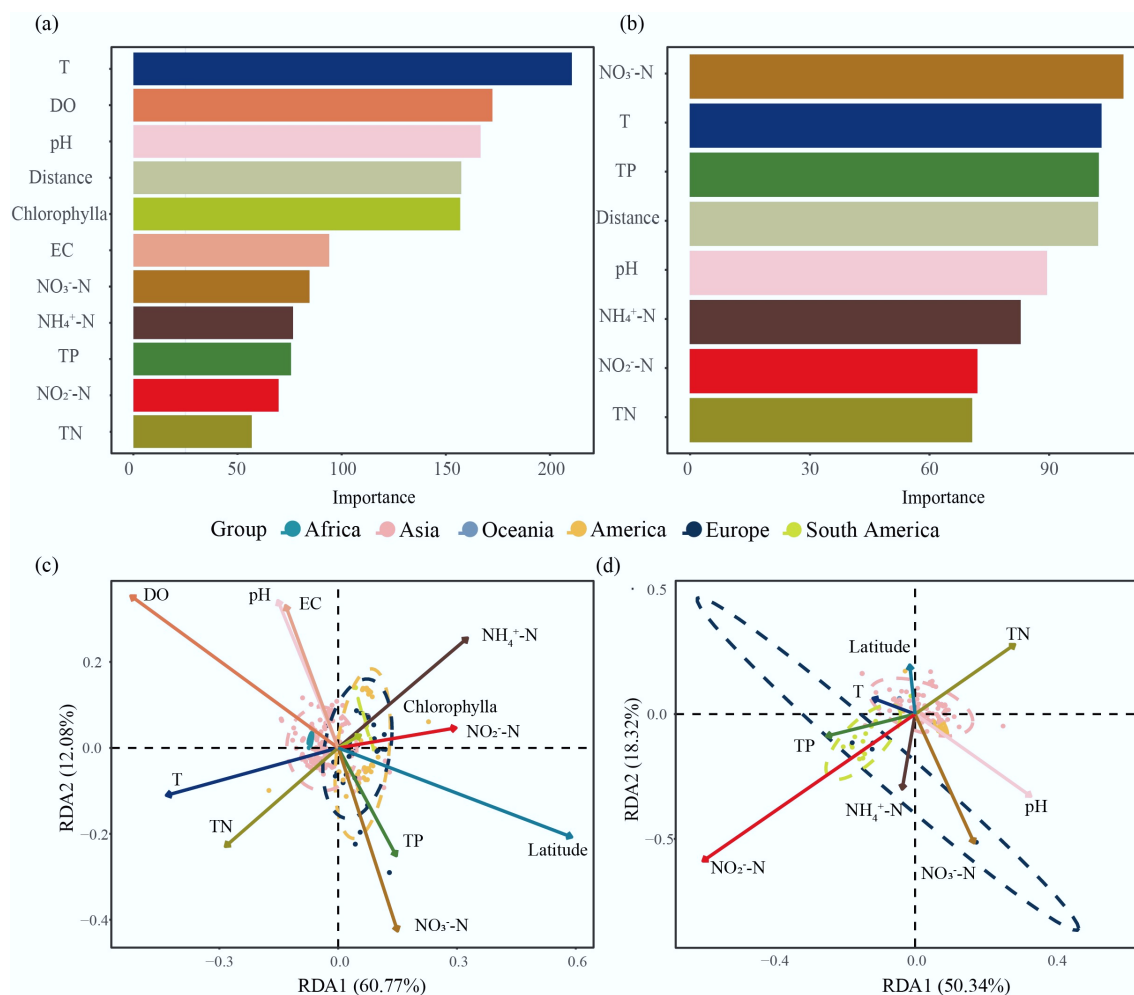 (a)
T
DO
pH
Distance
Chlorophylla
EC
NO₃⁻-N
NH₄⁺-N
TP
NO₂⁻-N
TN
0 50 100 150 200
Importance
(b)
NO₃⁻-N
T
TP
Distance
pH
NH₄⁺-N
NO₂⁻-N
TN
0 30 60 90
Importance
Group Africa Asia Oceania America Europe South America
(c)
DO
pH
EC
NH₄⁺-N
Chlorophylla
NO₂⁻-N
T
TN
TP
Latitude
NO₃⁻-N
0.2
0.0
−0.2
−0.4
RDA2 (12.08%)
−0.3 0.0 0.3 0.6
RDA1 (60.77%)
(d)
Latitude
TN
T
TP
NH₄⁺-N
pH
NO₂⁻-N
NO₃⁻-N
0.5
0.0
−0.5
RDA2 (18.32%)
−0.4 0.0 0.4
RDA1 (50.34%)